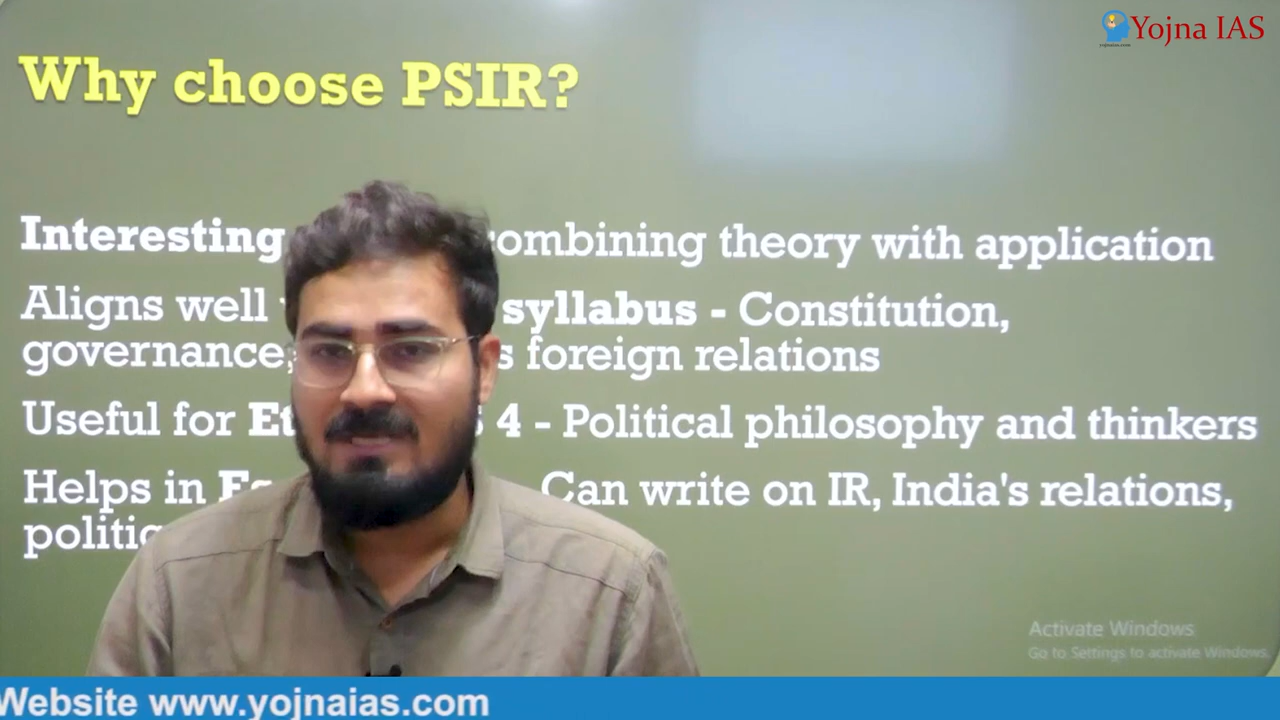 Yojna IAS
yojnaias.com
Why choose PSIR?
Interesting combining theory with application
Aligns well syllabus - Constitution,
governance, s foreign relations
Useful for 4 - Political philosophy and thinkers
Helps in Can write on IR, India's relations,
Activate Windows
Go to Settings to activate Windows.
Website www.yojnaias.com